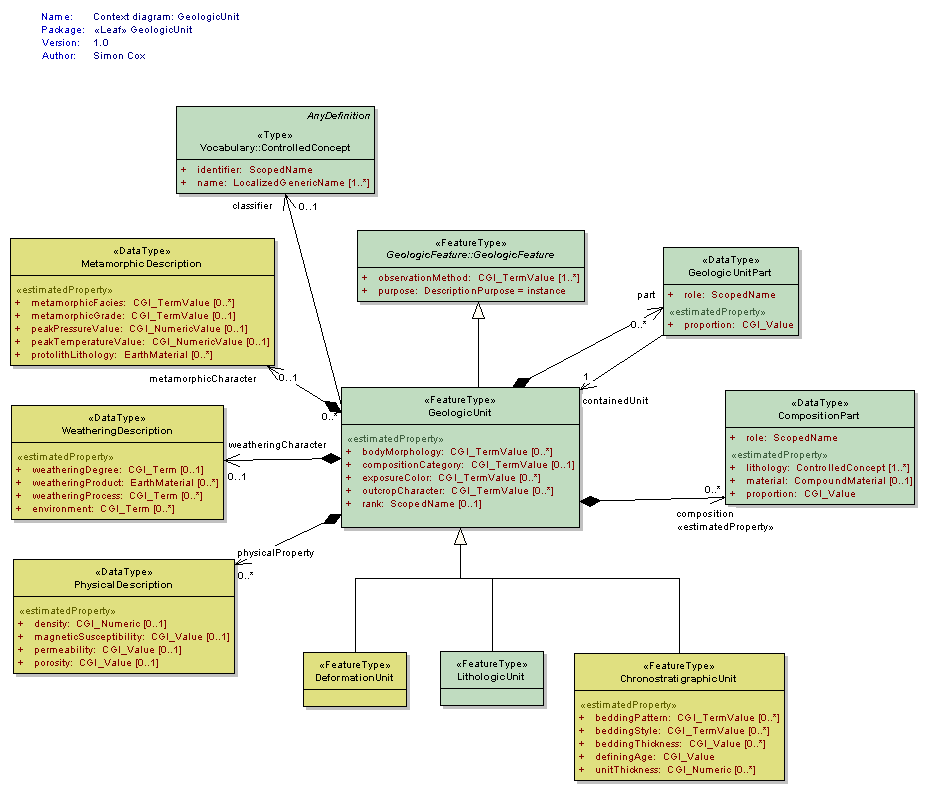 Name: Context diagram: GeologicUnit
Package: «Leaf» GeologicUnit
Version: 1.0
Author: Simon Cox
AnyDefinition
«Type»
Vocabulary::ControlledConcept
+ identifier: ScopedName
+ name: LocalizedGenericName [1..*]
classifier
0..1
«DataType»
MetamorphicDescription
«estimatedProperty»
+ metamorphicFacies: CGI_TermValue [0..*]
+ metamorphicGrade: CGI_TermValue [0..1]
+ peakPressureValue: CGI_NumericValue [0..1]
+ peakTemperatureValue: CGI_NumericValue [0..1]
+ protolithLithology: EarthMaterial [0..*]
metamorphicCharacter
0..1
«FeatureType»
GeologicFeature::GeologicFeature
+ observationMethod: CGI_TermValue [1..*]
+ purpose: DescriptionPurpose = instance
«DataType»
GeologicUnitPart
+ role: ScopedName
«estimatedProperty»
+ proportion: CGI_Value
part
0..*
1
containedUnit
0..*
«FeatureType»
GeologicUnit
«estimatedProperty»
+ bodyMorphology: CGI_TermValue [0..*]
+ compositionCategory: CGI_TermValue [0..1]
+ exposureColor: CGI_TermValue [0..*]
+ outcropCharacter: CGI_TermValue [0..*]
+ rank: ScopedName [0..1]
«DataType»
CompositionPart
+ role: ScopedName
«estimatedProperty»
+ lithology: ControlledConcept [1..*]
+ material: CompoundMaterial [0..1]
+ proportion: CGI_Value
0..*
composition
«estimatedProperty»
«DataType»
WeatheringDescription
«estimatedProperty»
+ weatheringDegree: CGI_Term [0..1]
+ weatheringProduct: EarthMaterial [0..*]
+ weatheringProcess: CGI_Term [0..*]
+ environment: CGI_Term [0..*]
weatheringCharacter
0..1
physicalProperty
0..*
«DataType»
PhysicalDescription
«estimatedProperty»
+ density: CGI_Numeric [0..1]
+ magneticSusceptibility: CGI_Value [0..1]
+ permeability: CGI_Value [0..1]
+ porosity: CGI_Value [0..1]
«FeatureType»
DeformationUnit
«FeatureType»
LithologicUnit
«FeatureType»
ChronostratigraphicUnit
«estimatedProperty»
+ beddingPattern: CGI_TermValue [0..*]
+ beddingStyle: CGI_TermValue [0..*]
+ beddingThickness: CGI_Value [0..*]
+ definingAge: CGI_Value
+ unitThickness: CGI_Numeric [0..*]